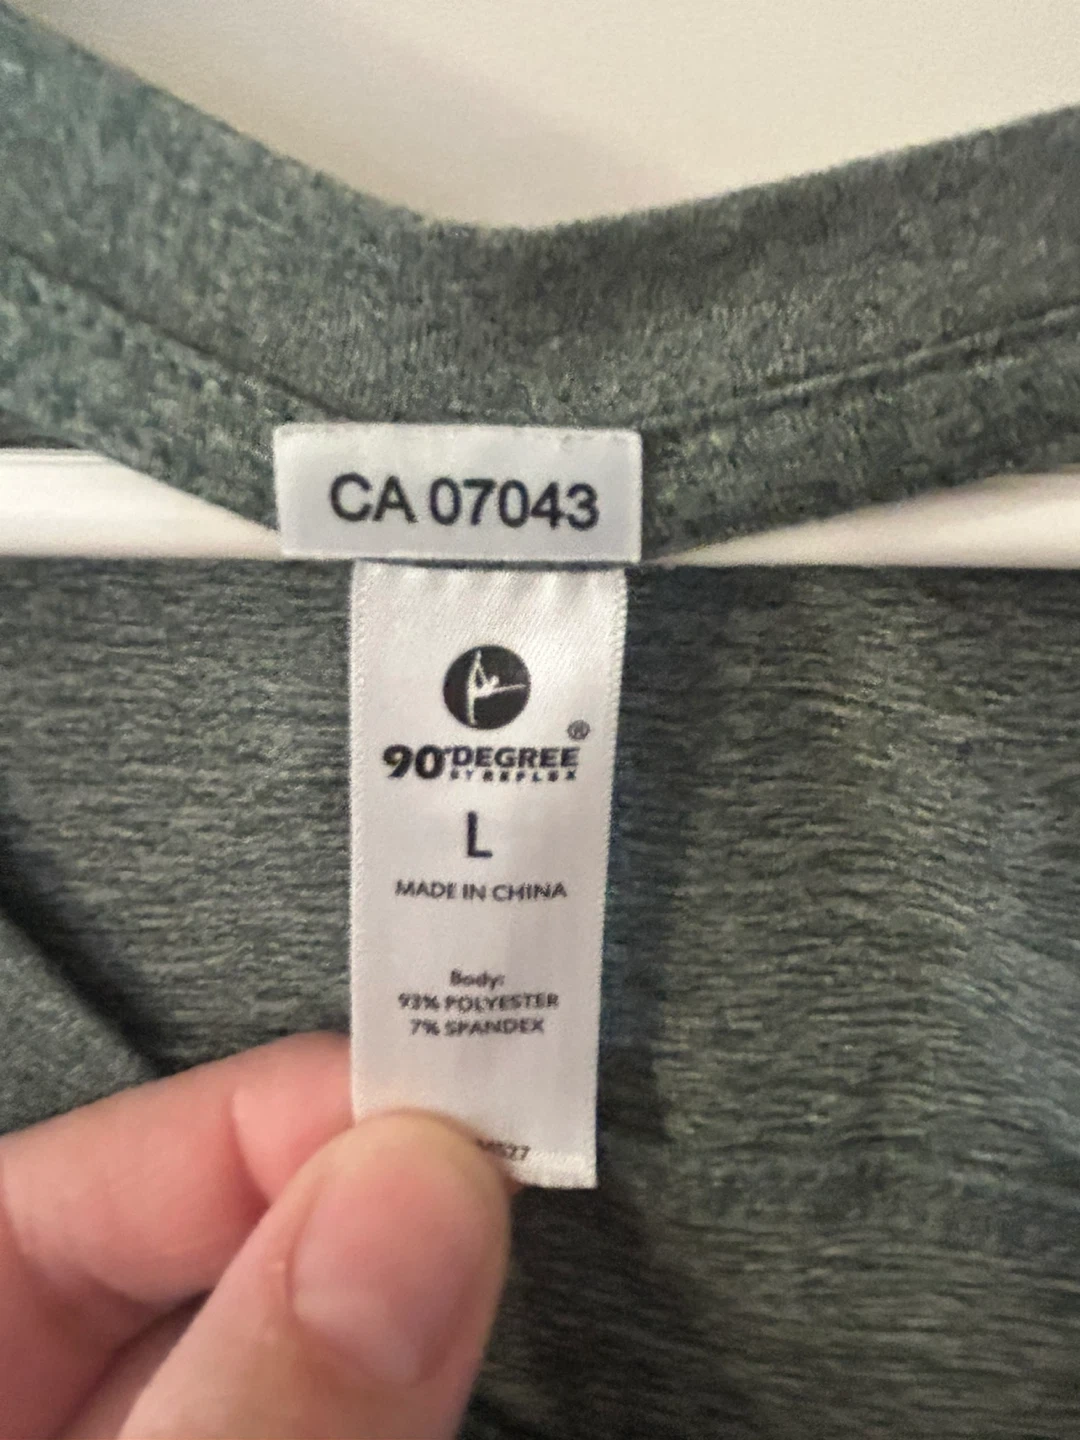 CA 07043
®
90°DEGREE
BY REFLEX
L
MADE IN CHINA
Body:
93% POLYESTER
7% SPANDEX